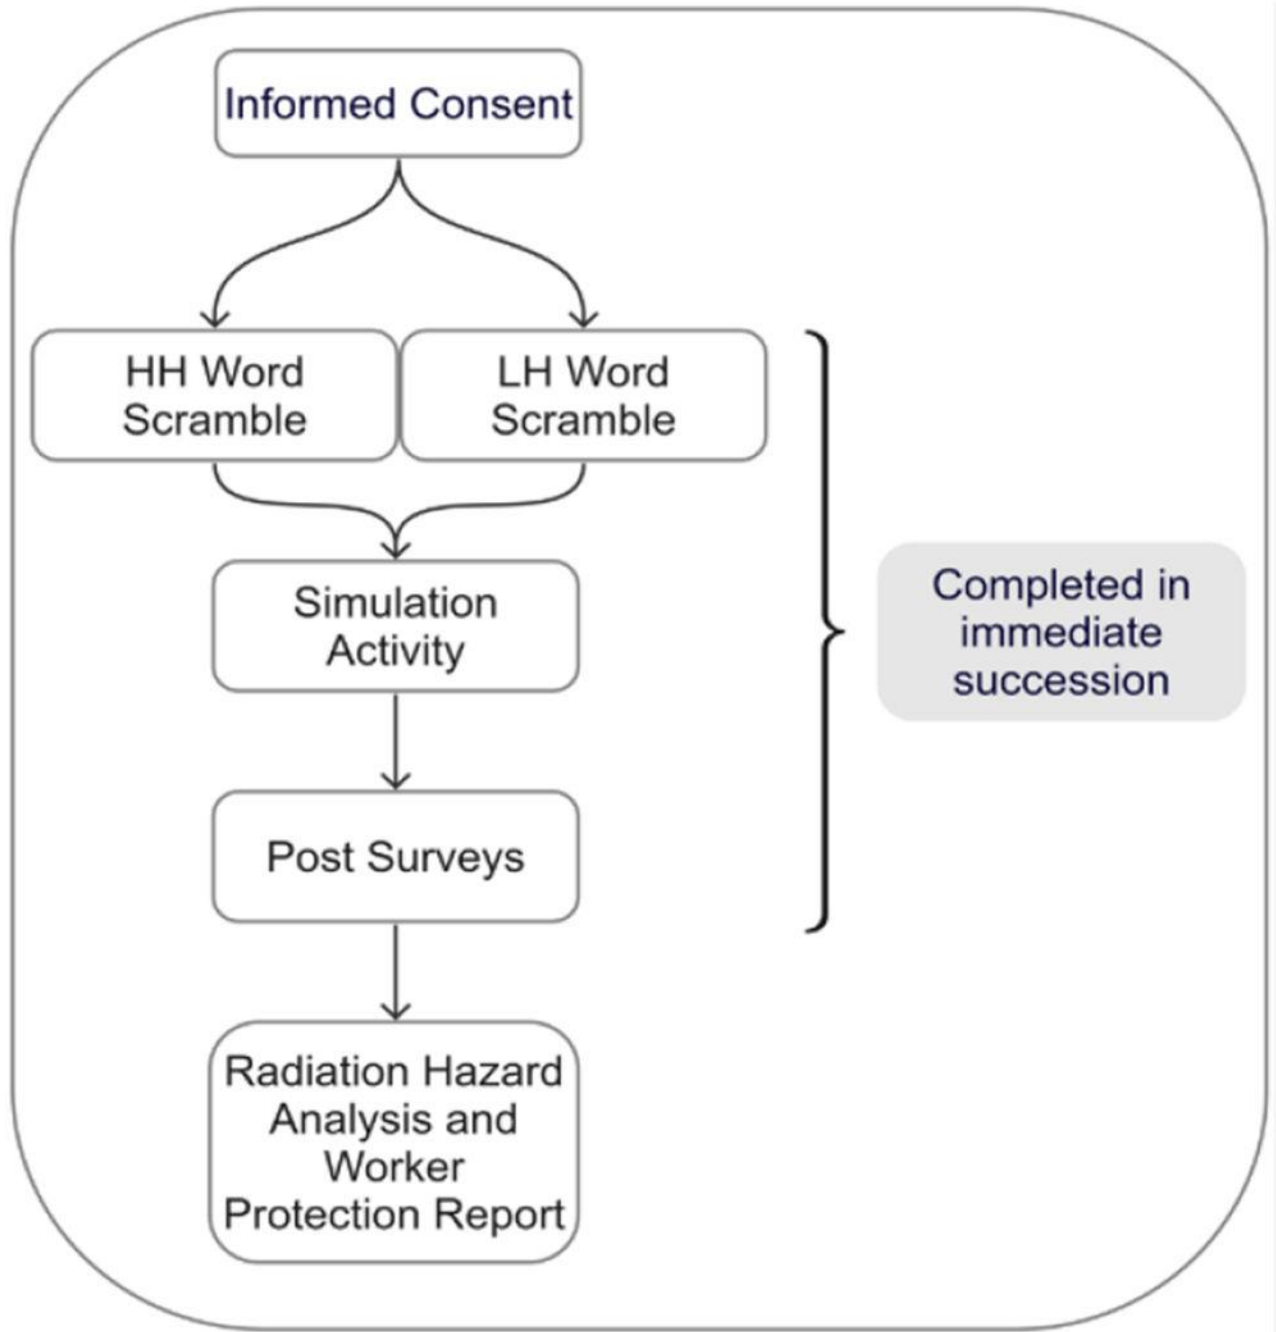 Informed Consent
HH Word
Scramble
LH Word
Scramble
Simulation
Activity
Completed in
immediate
succession
Post Surveys
Radiation Hazard
Analysis and
Worker
Protection Report